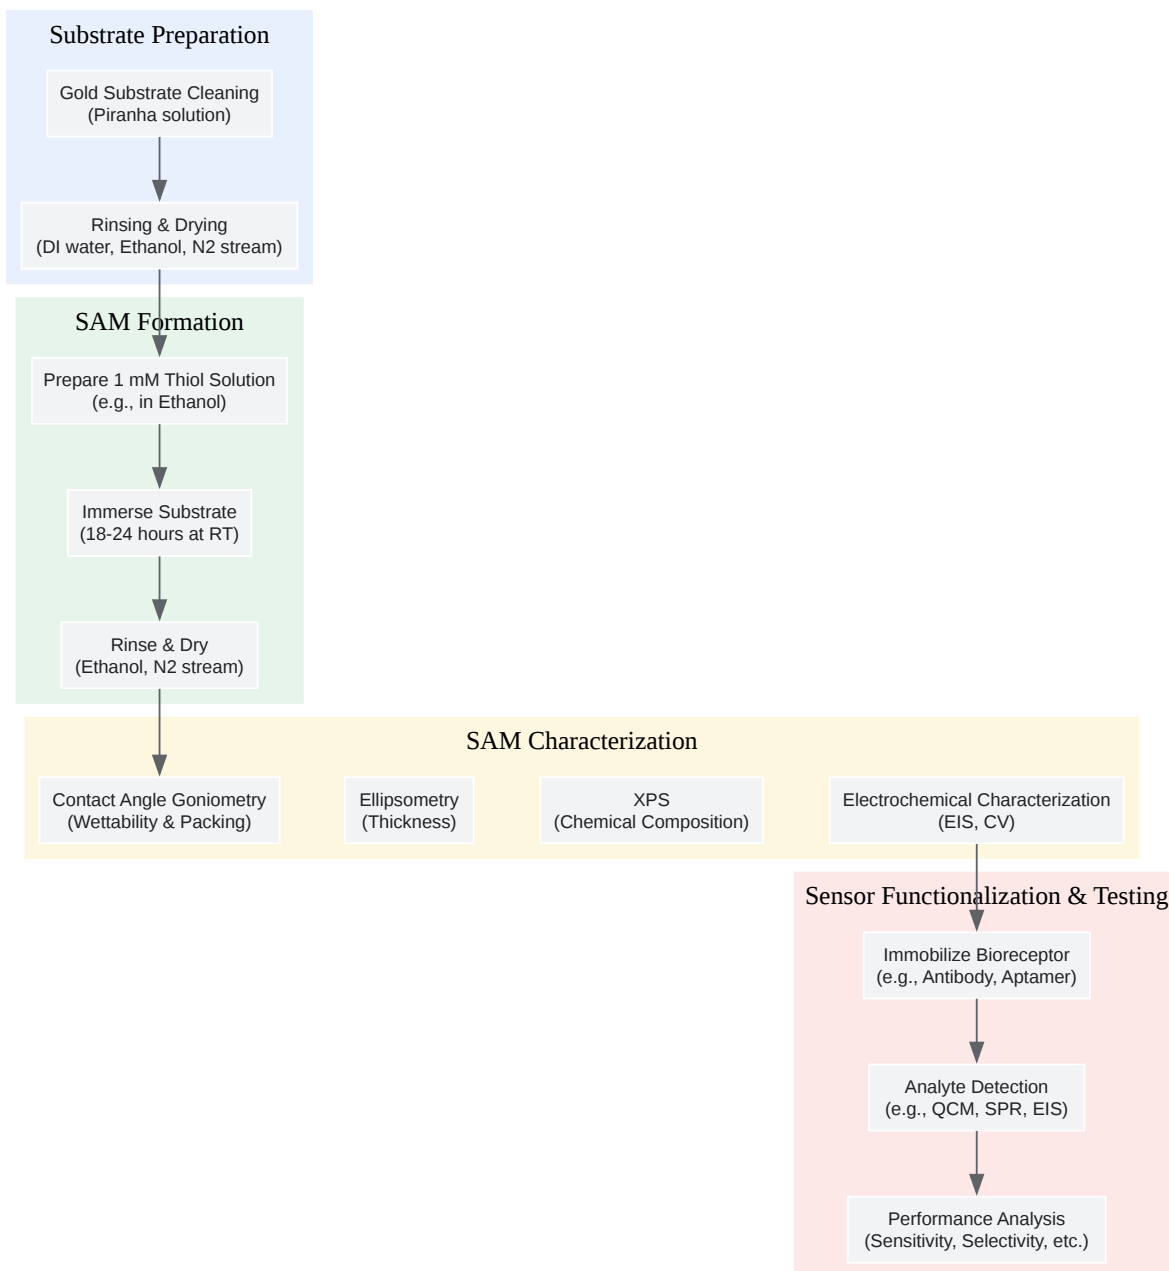 Substrate Preparation
Gold Substrate Cleaning
(Piranha solution)
Rinsing & Drying
(DI water, Ethanol, N2 stream)
SAM Formation
Prepare 1 mM Thiol Solution
(e.g., in Ethanol)
Immerse Substrate
(18-24 hours at RT)
Rinse & Dry
(Ethanol, N2 stream)
SAM Characterization
Contact Angle Goniometry
(Wettability & Packing)
Ellipsometry
(Thickness)
XPS
(Chemical Composition)
Electrochemical Characterization
(EIS, CV)
Sensor Functionalization & Testing
Immobilize Bioreceptor
(e.g., Antibody, Aptamer)
Analyte Detection
(e.g., QCM, SPR, EIS)
Performance Analysis
(Sensitivity, Selectivity, etc.)